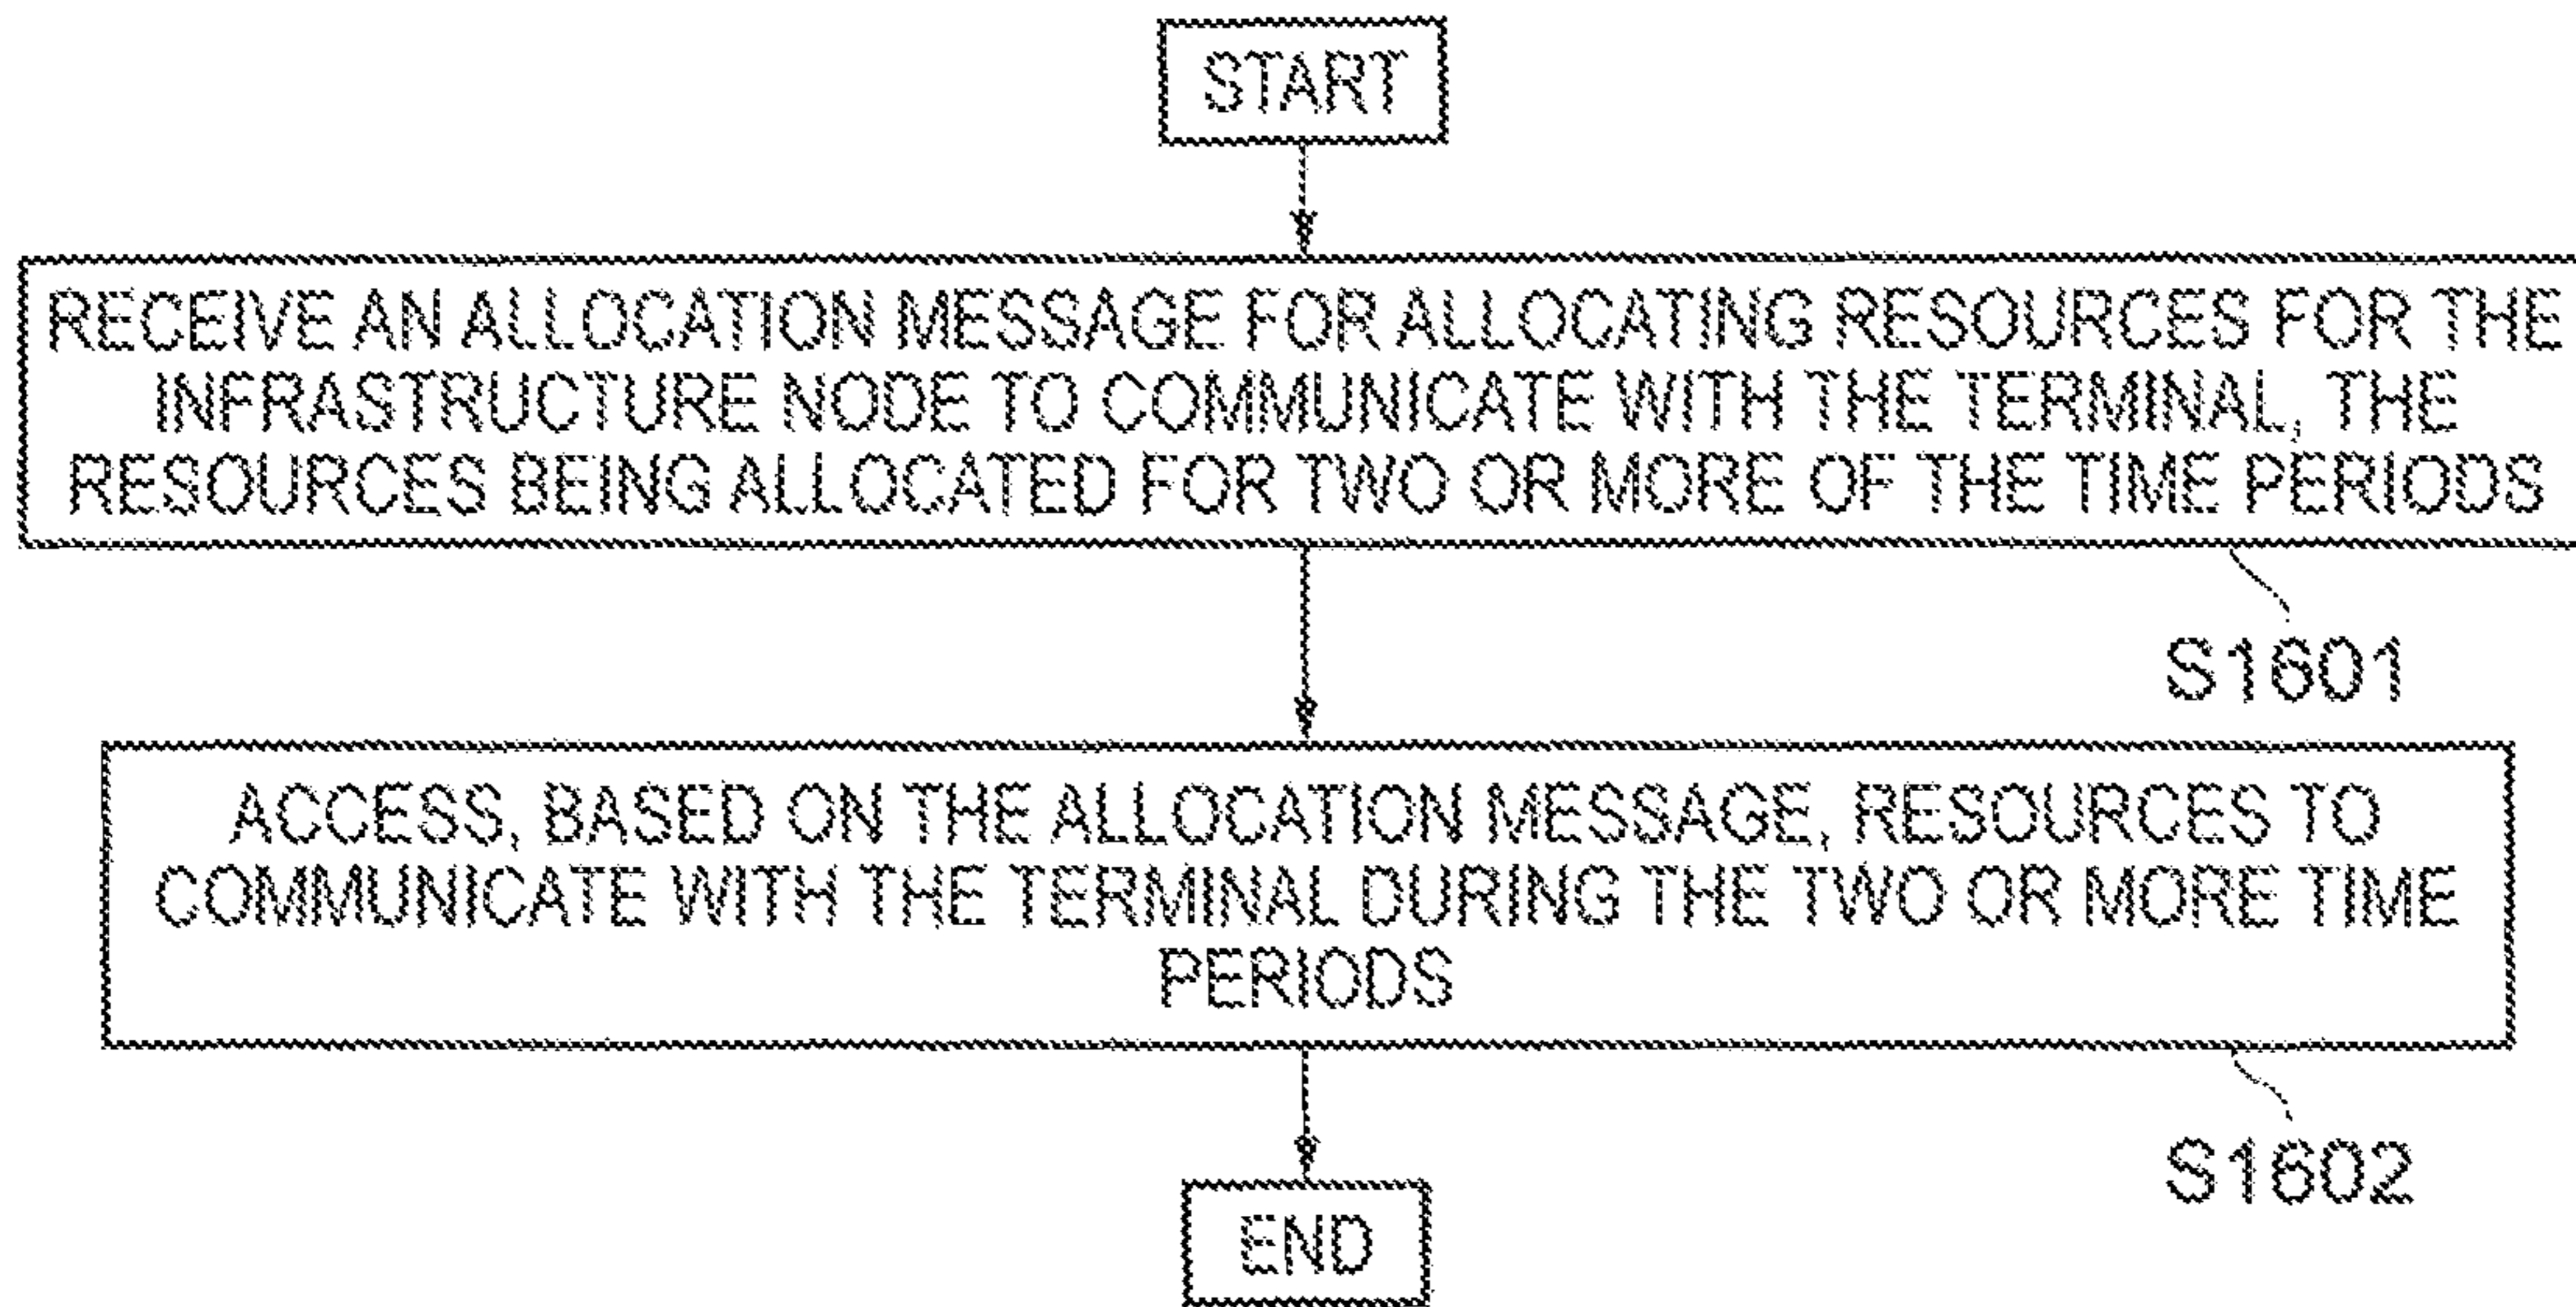 START
RECEIVE AN ALLOCATION MESSAGE FOR ALLOCATING RESOURCES FOR THE
INFRASTRUCTURE NODE TO COMMUNICATE WITH THE TERMINAL, THE
RESOURCES BEING ALLOCATED FOR TWO OR MORE OF THE TIME PERIODS
S1601
ACCESS, BASED ON THE ALLOCATION MESSAGE, RESOURCES TO
COMMUNICATE WITH THE TERMINAL DURING THE TWO OR MORE TIME
PERIODS
S1602
END